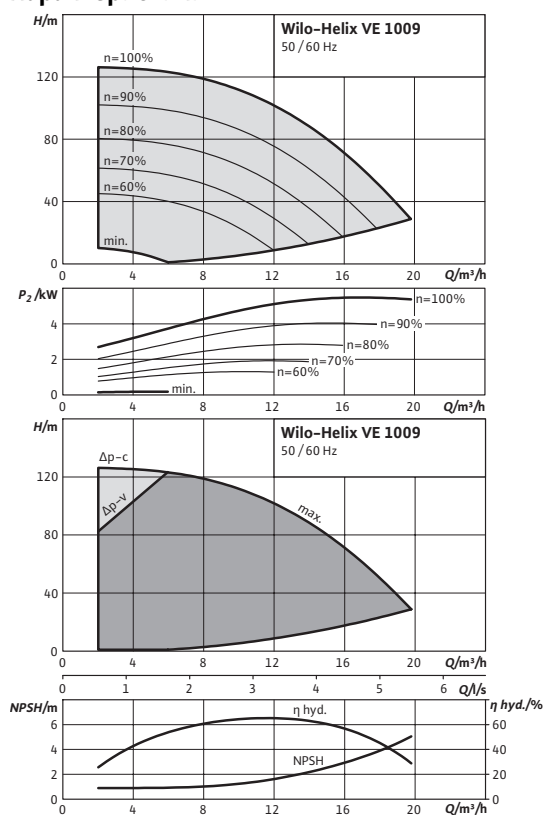 H/m
Wilo-Helix VE 1009
50 / 60 Hz
n=100%
120
n=90%
80
n=80%
n=70%
40
n=60%
min.
0
0 4 8 12 16 20 Q/m³/h
P₂ /kW
n=100%
4
n=90%
n=80%
2
n=70%
n=60%
min.
0
0 4 8 12 16 20 Q/m³/h
H/m
Wilo-Helix VE 1009
50 / 60 Hz
Δp-c
120
Δp-v
max.
80
40
0
0 4 8 12 16 20 Q/m³/h
0 1 2 3 4 5 6 Q/l/s
NPSH/m η hyd./%
η hyd.
6 60
4 40
NPSH
2 20
0 0
0 4 8 12 16 20 Q/m³/h